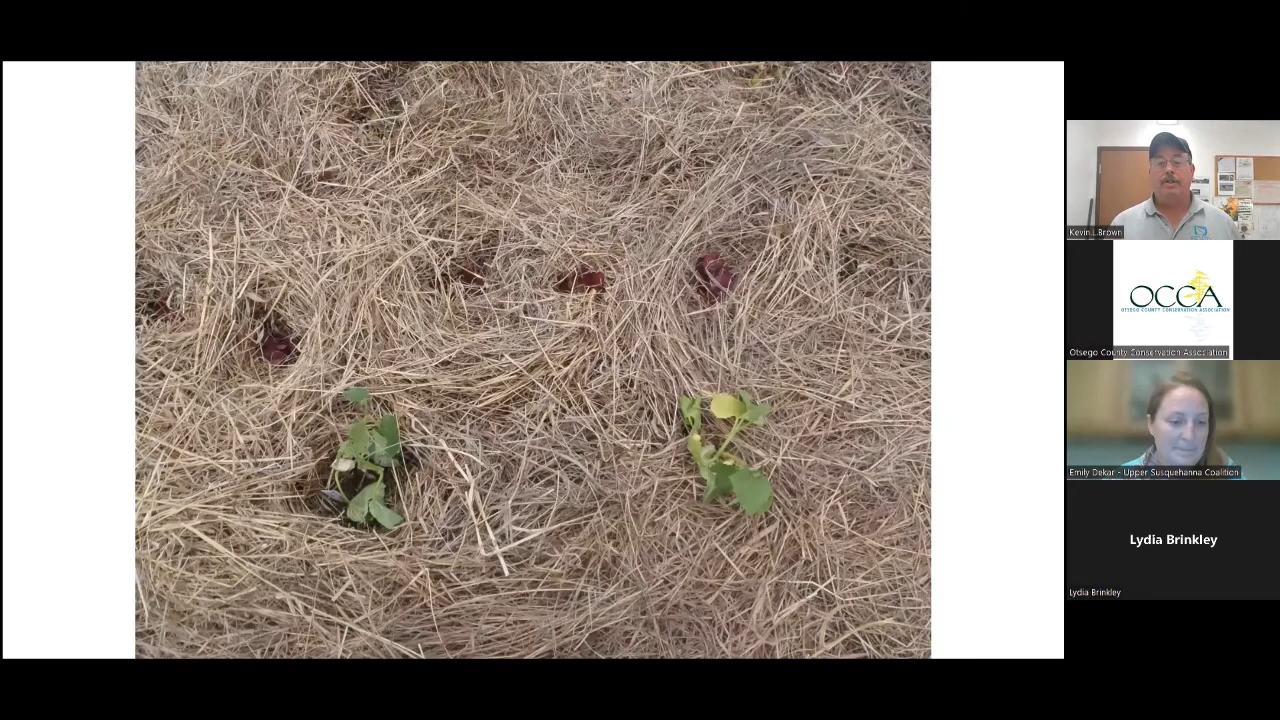 Kevin L Brown
OCCA
OTSEGO COUNTY CONSERVATION ASSOCIATION
Otsego County Conservation Association
Emily Dekar - Upper Susquehanna Coalition
Lydia Brinkley
Lydia Brinkley